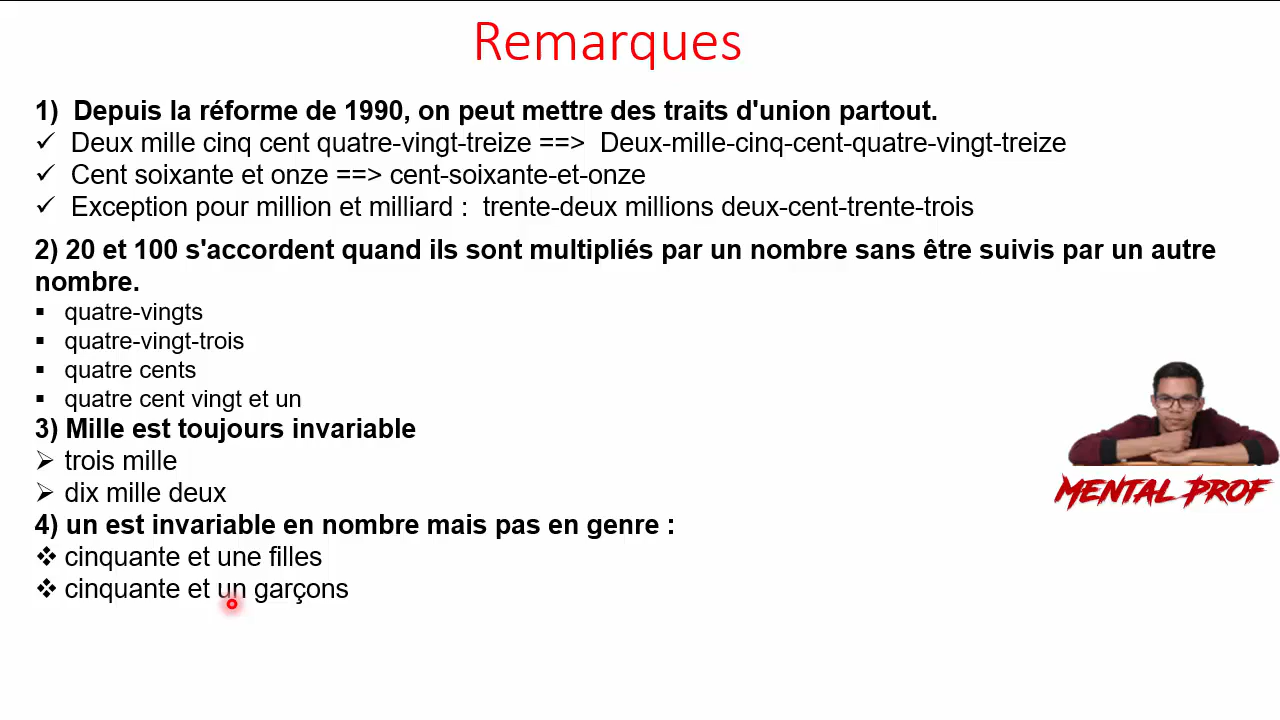 Remarques
1) Depuis la réforme de 1990, on peut mettre des traits d'union partout.
✓ Deux mille cinq cent quatre-vingt-treize ==> Deux-mille-cinq-cent-quatre-vingt-treize
✓ Cent soixante et onze ==> cent-soixante-et-onze
✓ Exception pour million et milliard : trente-deux millions deux-cent-trente-trois
2) 20 et 100 s'accordent quand ils sont multipliés par un nombre sans être suivis par un autre
nombre.
▪ quatre-vingts
▪ quatre-vingt-trois
▪ quatre cents
▪ quatre cent vingt et un
3) Mille est toujours invariable
➢ trois mille
➢ dix mille deux
MENTAL PROF
4) un est invariable en nombre mais pas en genre :
❖ cinquante et une filles
❖ cinquante et un garçons